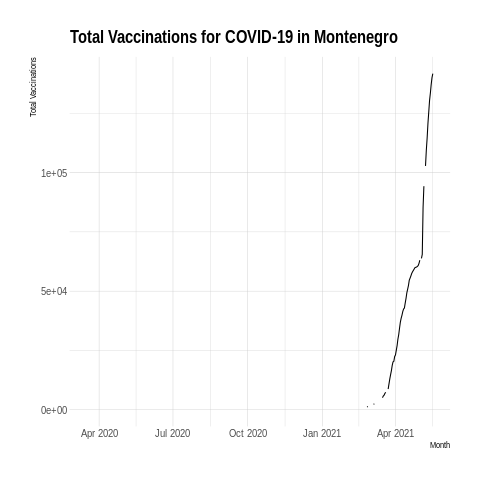 Total Vaccinations for COVID-19 in Montenegro
Total Vaccinations
1e+05
5e+04
0e+00
Apr 2020 Jul 2020 Oct 2020 Jan 2021 Apr 2021
Month